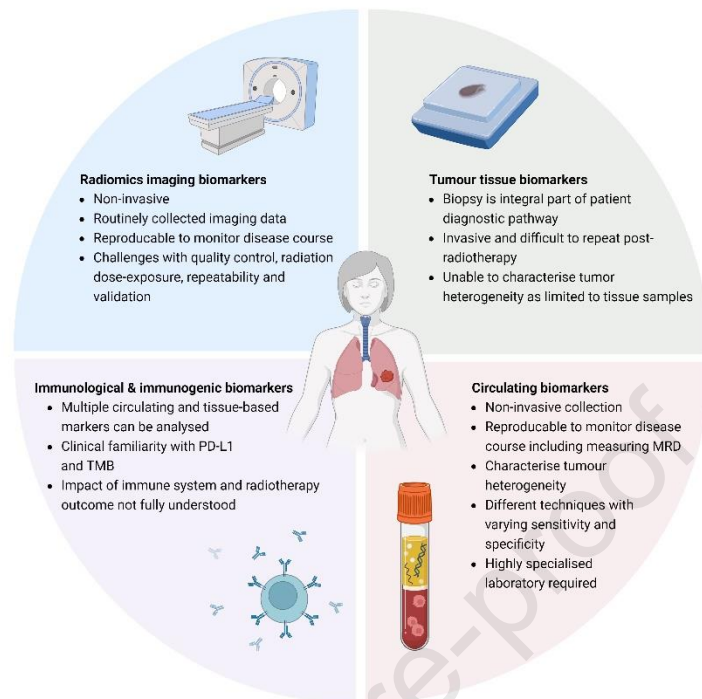 Radiomics imaging biomarkers
• Non-invasive
• Routinely collected imaging data
• Reproducable to monitor disease course
• Challenges with quality control, radiation
dose-exposure, repeatability and
validation
Tumour tissue biomarkers
• Biopsy is integral part of patient
diagnostic pathway
• Invasive and difficult to repeat post-
radiotherapy
• Unable to characterise tumor
heterogeneity as limited to tissue samples
Immunological & immunogenic biomarkers
• Multiple circulating and tissue-based
markers can be analysed
• Clinical familiarity with PD-L1
and TMB
• Impact of immune system and radiotherapy
outcome not fully understood
Circulating biomarkers
• Non-invasive collection
• Reproducable to monitor disease
course including measuring MRD
• Characterise tumour
heterogeneity
• Different techniques with
varying sensitivity and
specificity
• Highly specialised
laboratory required
re-proof